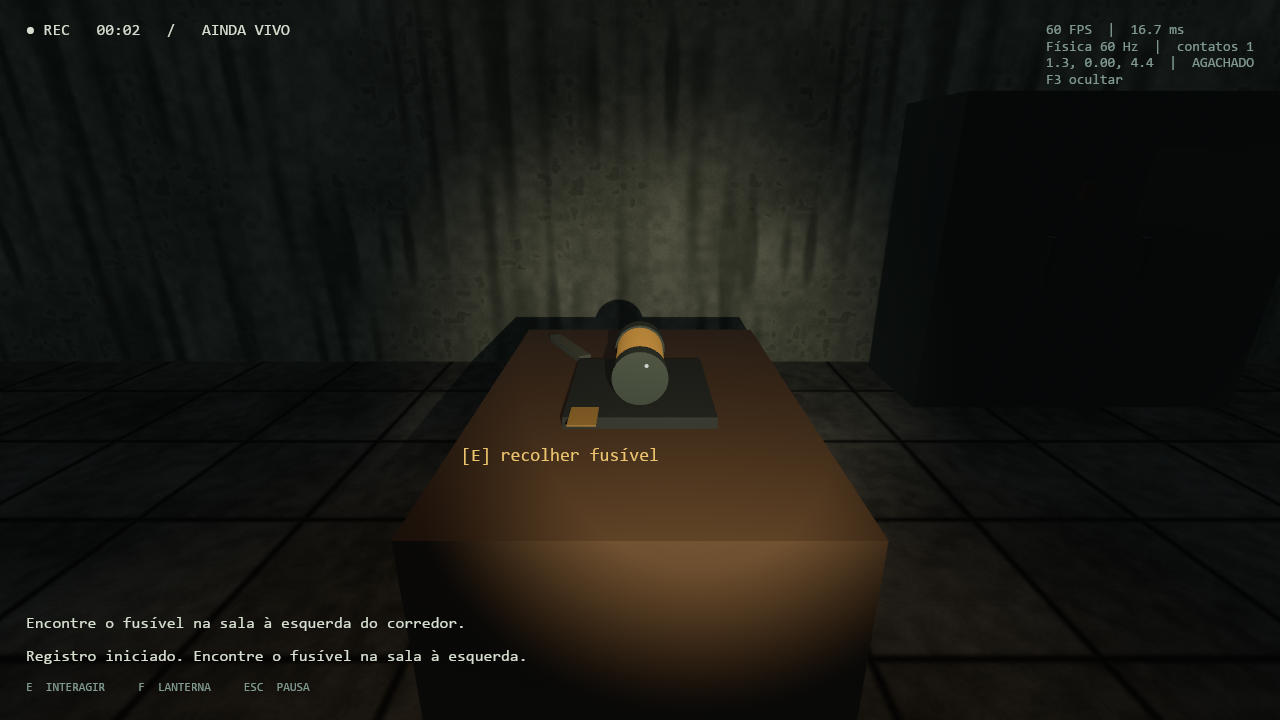 ● REC 00:02 / AINDA VIVO
60 FPS | 16.7 ms
Física 60 Hz | contatos 1
1.3, 0.00, 4.4 | AGACHADO
F3 ocultar
[E] recolher fusível
Encontre o fusível na sala à esquerda do corredor.
Registro iniciado. Encontre o fusível na sala à esquerda.
E INTERAGIR F LANTERNA ESC PAUSA